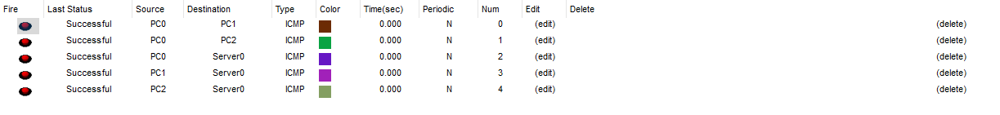 Fire Last Status Source Destination Type Color Time(sec) Periodic Num Edit Delete
Successful PC0 PC1 ICMP 0.000 N 0 (edit) (delete)
Successful PC0 PC2 ICMP 0.000 N 1 (edit) (delete)
Successful PC0 Server0 ICMP 0.000 N 2 (edit) (delete)
Successful PC1 Server0 ICMP 0.000 N 3 (edit) (delete)
Successful PC2 Server0 ICMP 0.000 N 4 (edit) (delete)